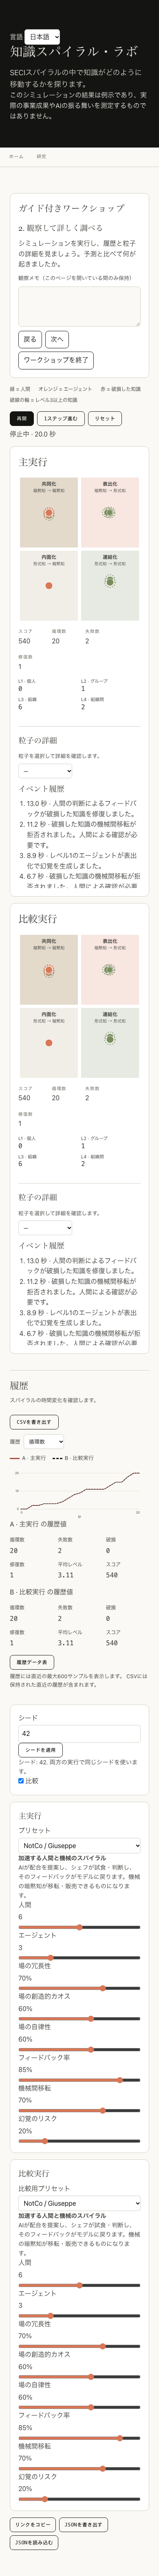 言語 日本語
知識スパイラル・ラボ
SECIスパイラルの中で知識がどのように
移動するかを探ります。
このシミュレーションの結果は例示であり、実際
の事業成果やAIの振る舞いを測定するもので
はありません。
ホーム 研究
ガイド付きワークショップ
2. 観察して詳しく調べる
シミュレーションを実行し、履歴と粒子
の詳細を見ましょう。予測と比べて何が
起きましたか。
観察メモ（このページを開いている間のみ保持）
戻る 次へ
ワークショップを終了
緑 = 人間 オレンジ = エージェント 赤 = 破損した知識
破線の輪 = レベル3以上の知識
再開 1ステップ進む リセット
停止中 · 20.0 秒
主実行
共同化
暗黙知 → 暗黙知
表出化
暗黙知 → 形式知
内面化
形式知 → 暗黙知
連結化
形式知 → 形式知
スコア 循環数 失敗数
540 20 2
修復数
1
L1 · 個人 L2 · グループ
0 1
L3 · 組織 L4 · 組織間
6 2
粒子の詳細
粒子を選択して詳細を確認します。
—
イベント履歴
1. 13.0 秒 · 人間の判断によるフィードバ
ックが破損した知識を修復しました。
2. 11.2 秒 · 破損した知識の機械間移転が
拒否されました。人間による確認が必
要です。
3. 8.9 秒 · レベル1のエージェントが表出
化で幻覚を生成しました。
4. 6.7 秒 · 破損した知識の機械間移転が拒
否されました。人間による確認が必要
比較実行
共同化
暗黙知 → 暗黙知
表出化
暗黙知 → 形式知
内面化
形式知 → 暗黙知
連結化
形式知 → 形式知
スコア 循環数 失敗数
540 20 2
修復数
1
L1 · 個人 L2 · グループ
0 1
L3 · 組織 L4 · 組織間
6 2
粒子の詳細
粒子を選択して詳細を確認します。
—
イベント履歴
1. 13.0 秒 · 人間の判断によるフィードバ
ックが破損した知識を修復しました。
2. 11.2 秒 · 破損した知識の機械間移転が
拒否されました。人間による確認が必
要です。
3. 8.9 秒 · レベル1のエージェントが表出
化で幻覚を生成しました。
4. 6.7 秒 · 破損した知識の機械間移転が拒
否されました。人間による確認が必要
履歴
スパイラルの時間変化を確認します。
CSVを書き出す
履歴 循環数
A · 主実行 B · 比較実行
20
10
0
0 秒 20
A · 主実行 の履歴値
循環数 失敗数 破損
20 2 0
修復数 平均レベル スコア
1 3.11 540
B · 比較実行 の履歴値
循環数 失敗数 破損
20 2 0
修復数 平均レベル スコア
1 3.11 540
履歴データ表
履歴には直近の最大600サンプルを表示します。 CSVには
保持された直近の履歴が含まれます。
シード
42
シードを適用
シード: 42. 両方の実行で同じシードを使いま
す。
比較
主実行
プリセット
NotCo / Giuseppe
加速する人間と機械のスパイラル
AIが配合を提案し、シェフが試食・判断し、
そのフィードバックがモデルに戻ります。機械
の暗黙知が移転・販売できるものになりま
す。
人間
6
エージェント
3
場の冗長性
70%
場の創造的カオス
60%
場の自律性
60%
フィードバック率
85%
機械間移転
70%
幻覚のリスク
20%
比較実行
比較用プリセット
NotCo / Giuseppe
加速する人間と機械のスパイラル
AIが配合を提案し、シェフが試食・判断し、
そのフィードバックがモデルに戻ります。機械
の暗黙知が移転・販売できるものになりま
す。
人間
6
エージェント
3
場の冗長性
70%
場の創造的カオス
60%
場の自律性
60%
フィードバック率
85%
機械間移転
70%
幻覚のリスク
20%
リンクをコピー JSONを書き出す
JSONを読み込む